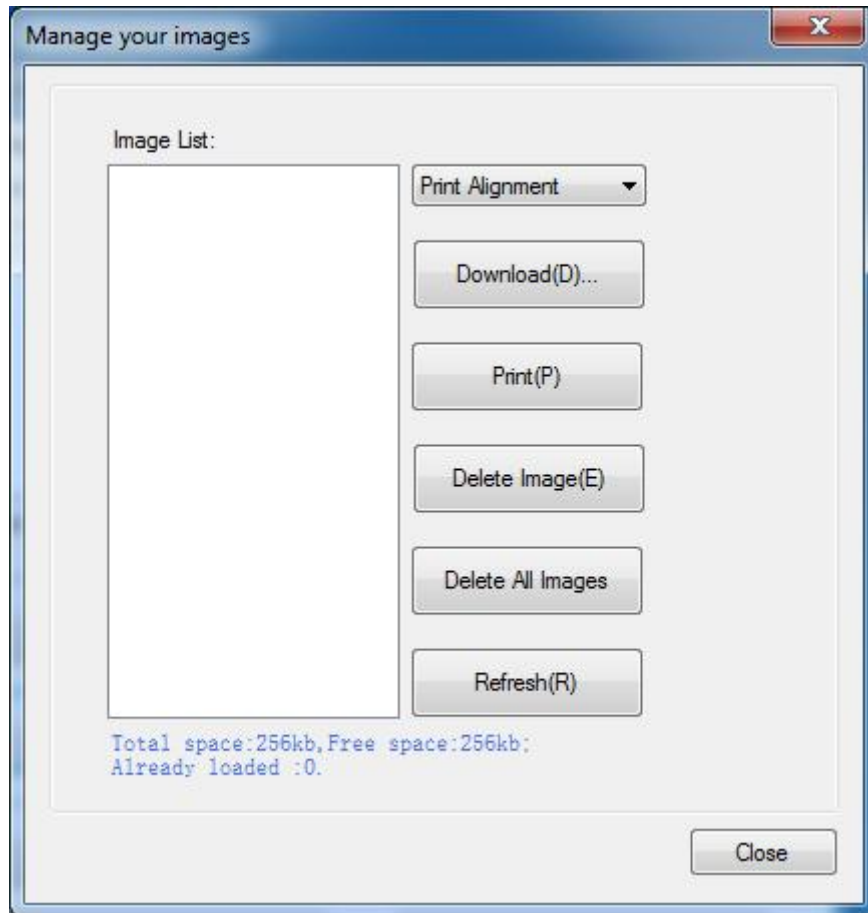 Manage your images
Image List:
Print Alignment
Download(D)...
Print(P)
Delete Image(E)
Delete All Images
Refresh(R)
Total space:256kb,Free space:256kb;
Already loaded :0.
Close